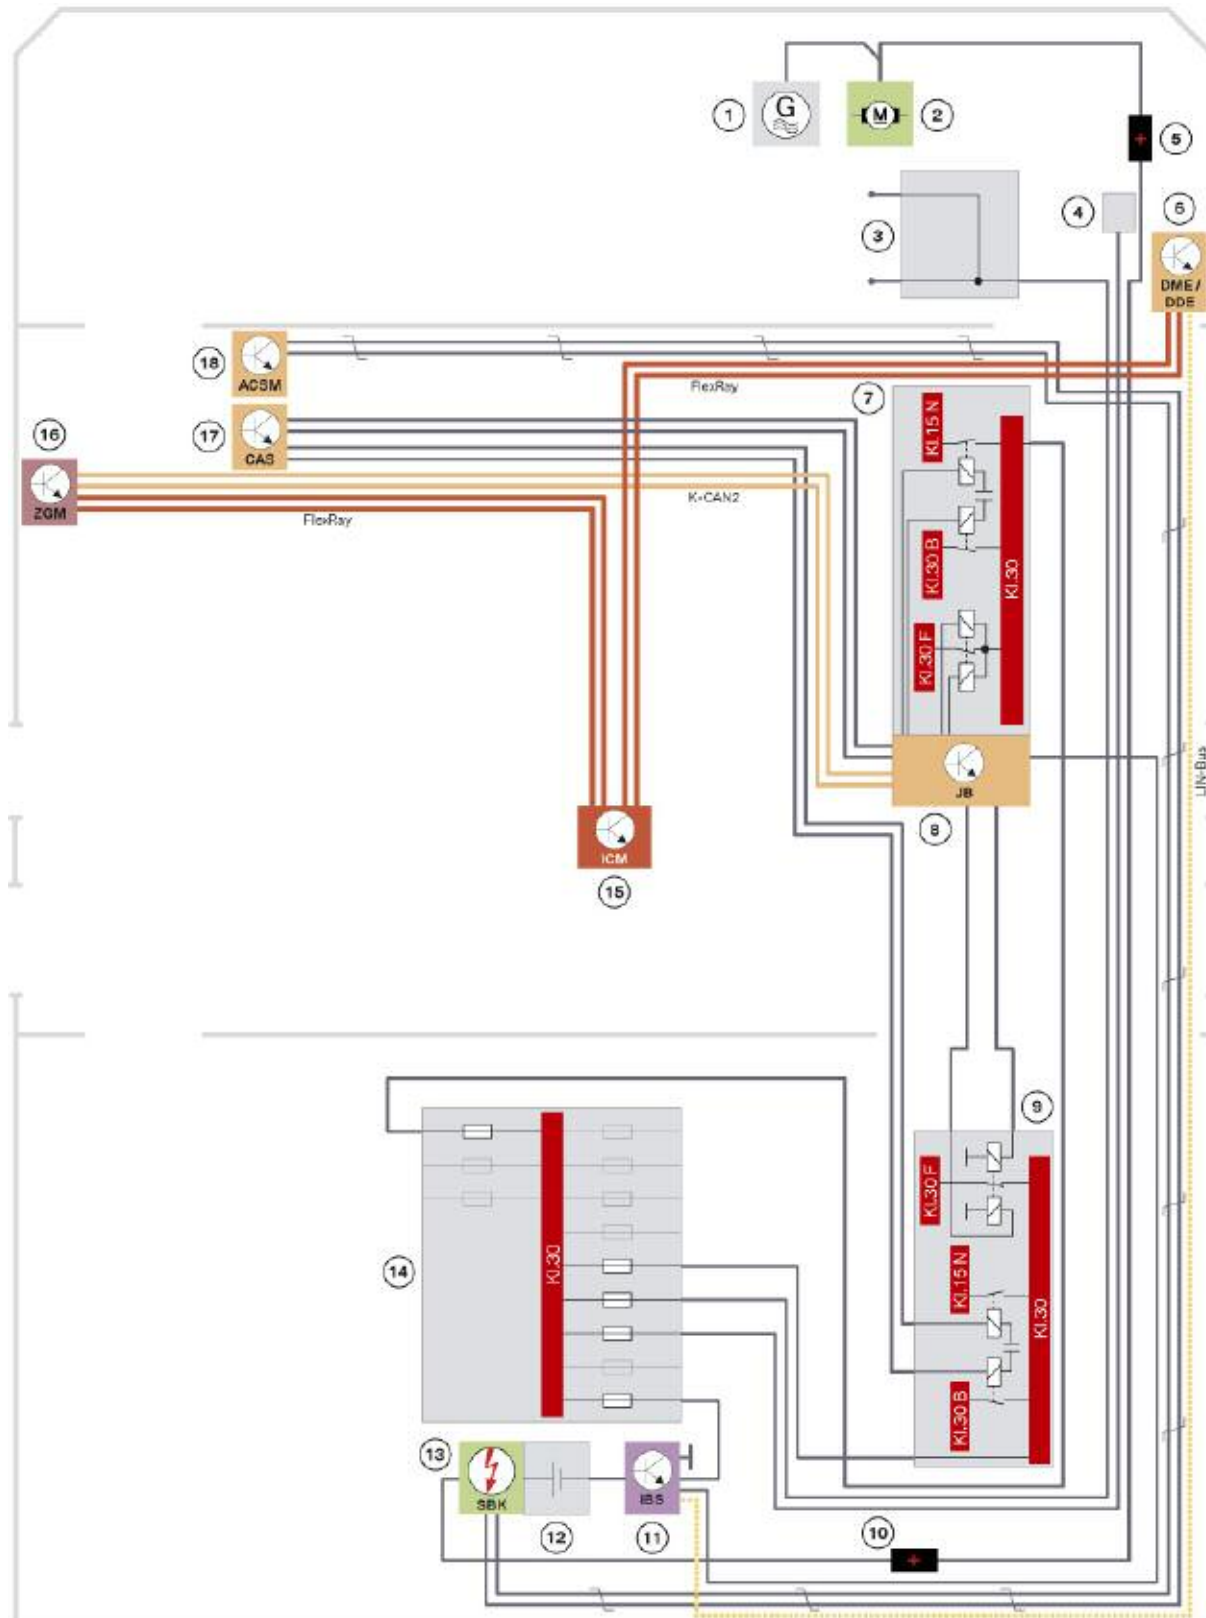 G
M
1
2
5
3
4
6
DME /
DDE
18
ACSM
FlexRay
7
16
17
CAS
Kl.15 N
ZGM
K-CAN2
FlexRay
Kl.30 B
Kl.30
Kl.30 F
LIN-Bus
JB
8
ICM
15
9
Kl.30 F
14
Kl.30
Kl.15 N
Kl.30
Kl.30 B
13
SBK
IBS
12
11
10